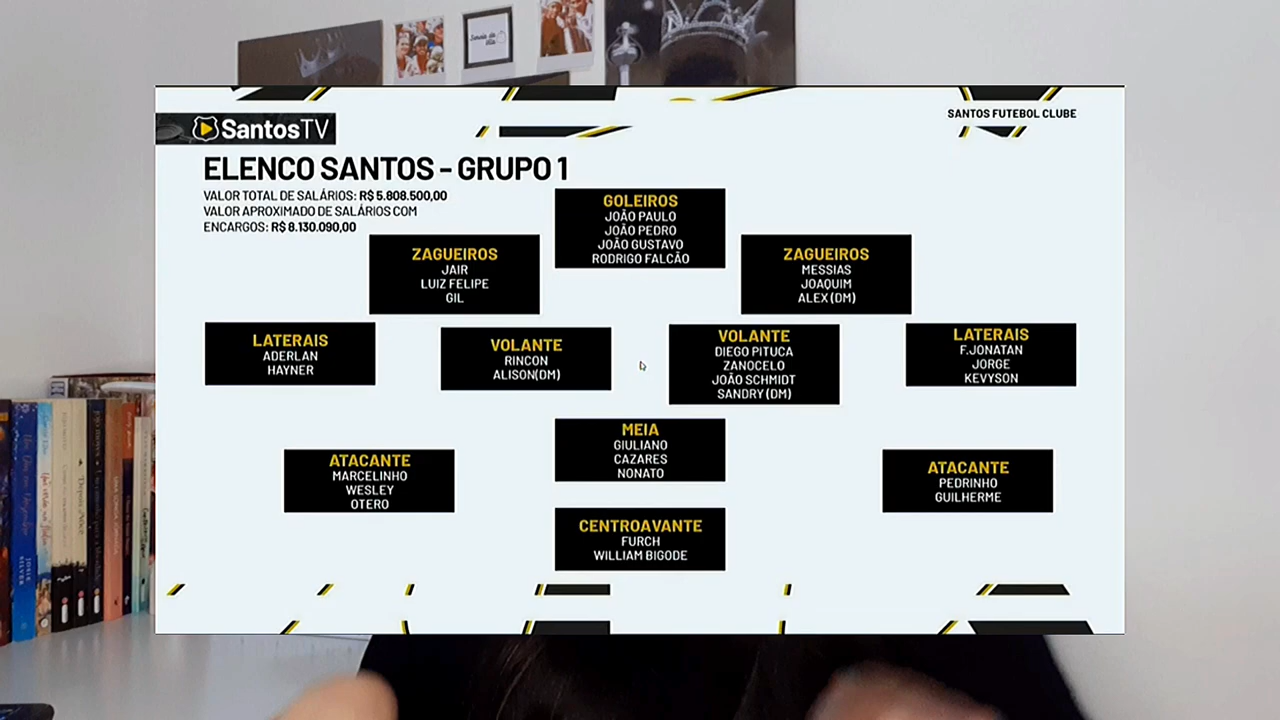 SantosTV
SANTOS FUTEBOL CLUBE
ELENCO SANTOS - GRUPO 1
VALOR TOTAL DE SALÁRIOS: R$ 5.808.500,00
VALOR APROXIMADO DE SALÁRIOS COM
ENCARGOS: R$ 8.130.090,00
GOLEIROS
JOÃO PAULO
JOÃO PEDRO
JOÃO GUSTAVO
RODRIGO FALCÃO
ZAGUEIROS
JAIR
LUIZ FELIPE
GIL
ZAGUEIROS
MESSIAS
JOAQUIM
ALEX (DM)
LATERAIS
ADERLAN
HAYNER
VOLANTE
RINCON
ALISON(DM)
VOLANTE
DIEGO PITUCA
ZANOCELO
JOÃO SCHMIDT
SANDRY (DM)
LATERAIS
F.JONATAN
JORGE
KEVYSON
MEIA
GIULIANO
CAZARES
NONATO
ATACANTE
MARCELINHO
WESLEY
OTERO
ATACANTE
PEDRINHO
GUILHERME
CENTROAVANTE
FURCH
WILLIAM BIGODE
JOSIE
SILVER